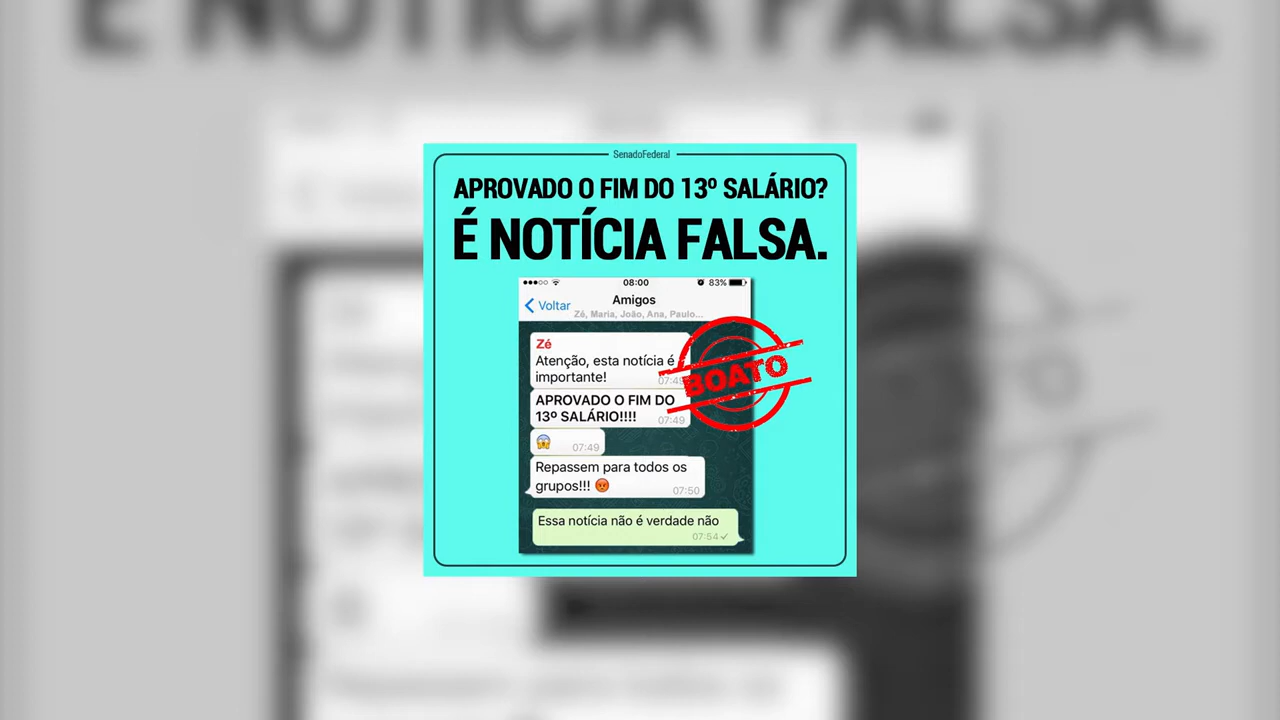 É NOTÍCIA FALSA.
SenadoFederal
APROVADO O FIM DO 13º SALÁRIO?
É NOTÍCIA FALSA.
08:00
83%
Voltar
Amigos
Zé, Maria, João, Ana, Paulo...
Zé
Atenção, esta notícia é
importante!
07:49
BOATO
APROVADO O FIM DO
13º SALÁRIO!!!!
07:49
😱 07:49
Repassem para todos os
grupos!!! 😡
07:50
Essa notícia não é verdade não
07:54